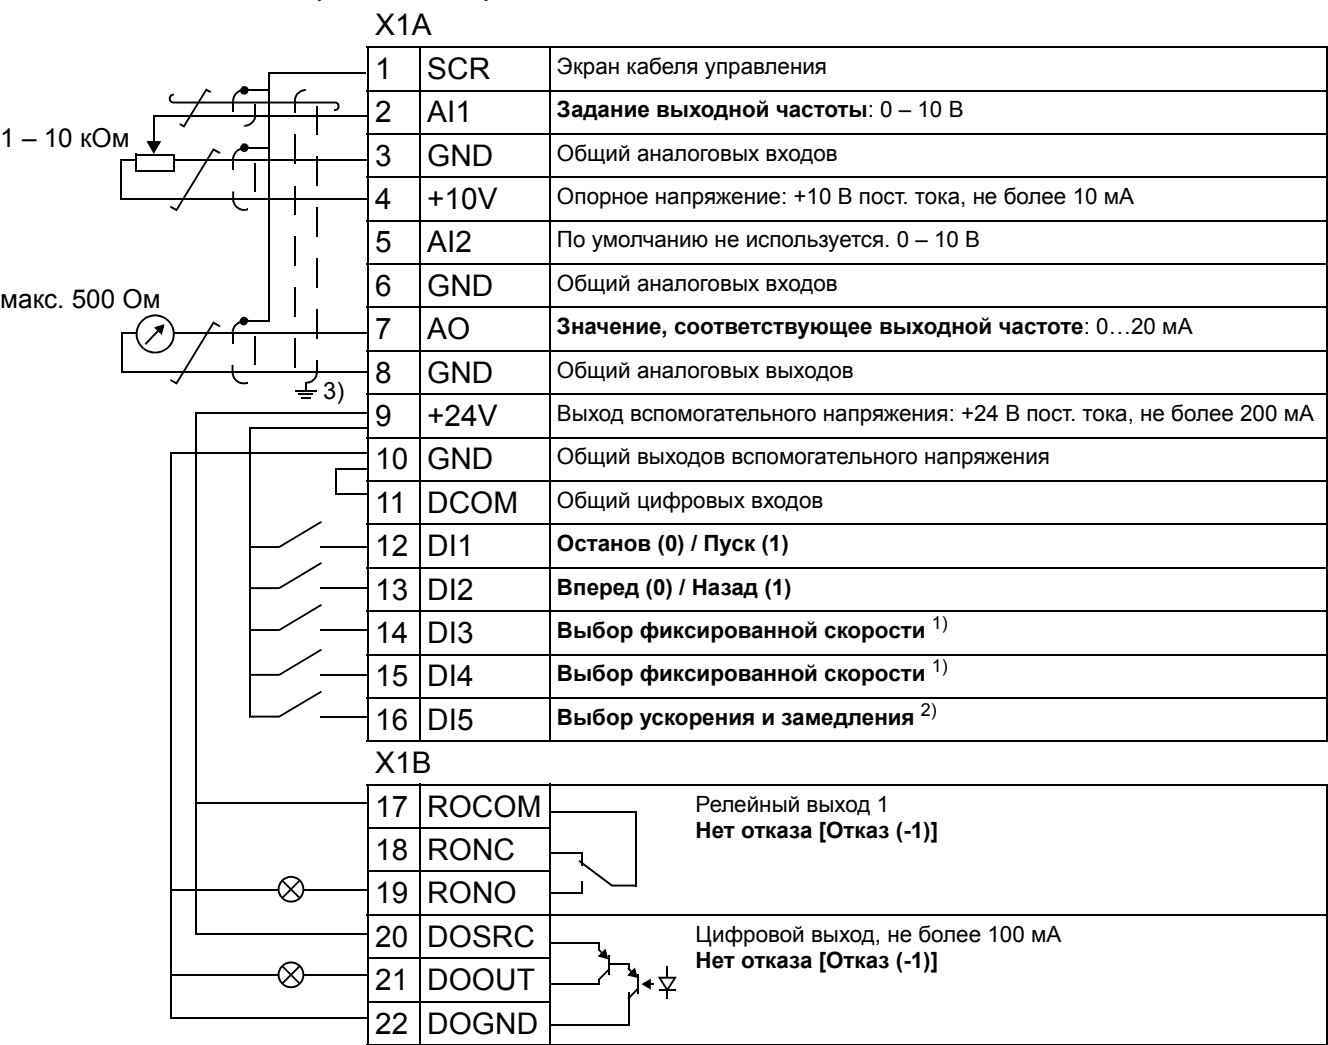 X1A
1 SCR Экран кабеля управления
2 AI1 Задание выходной частоты: 0 – 10 В
1 – 10 кОм
3 GND Общий аналоговых входов
4 +10V Опорное напряжение: +10 В пост. тока, не более 10 мА
5 AI2 По умолчанию не используется. 0 – 10 В
6 GND Общий аналоговых входов
макс. 500 Ом
7 AO Значение, соответствующее выходной частоте: 0…20 мА
8 GND Общий аналоговых выходов
3)
9 +24V Выход вспомогательного напряжения: +24 В пост. тока, не более 200 мА
10 GND Общий выходов вспомогательного напряжения
11 DCOM Общий цифровых входов
12 DI1 Останов (0) / Пуск (1)
13 DI2 Вперед (0) / Назад (1)
14 DI3 Выбор фиксированной скорости 1)
15 DI4 Выбор фиксированной скорости 1)
16 DI5 Выбор ускорения и замедления 2)
X1B
17 ROCOM Релейный выход 1
Нет отказа [Отказ (-1)]
18 RONC
19 RONO
20 DOSRC Цифровой выход, не более 100 мА
Нет отказа [Отказ (-1)]
21 DOOUT
22 DOGND